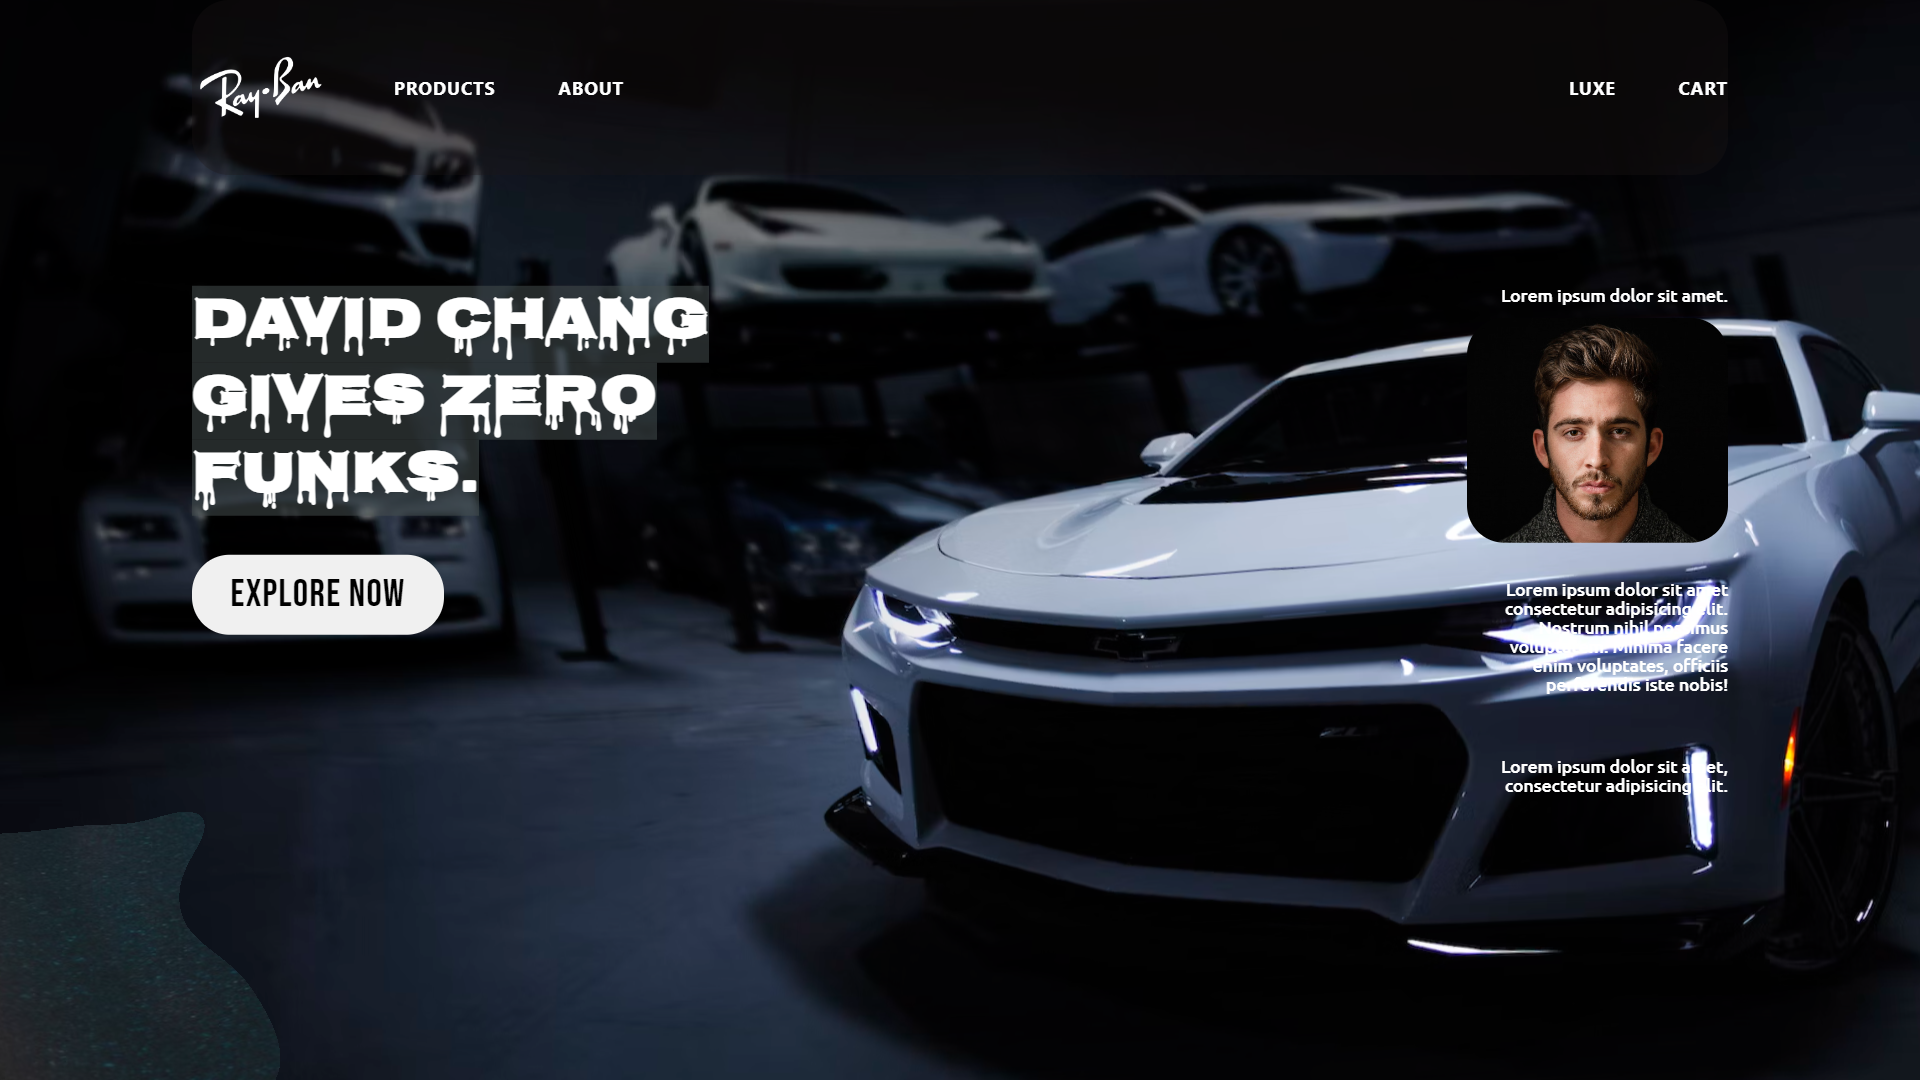 Ray-Ban
PRODUCTS
ABOUT
LUXE
CART
DAVID CHANG
GIVES ZERO
FUNKS.
EXPLORE NOW
Lorem ipsum dolor sit amet.
Lorem ipsum dolor sit amet
consectetur adipisicing elit.
Nostrum nihil possimus
Minima facere
enim voluptates, officiis
perferendis iste nobis!
Lorem ipsum dolor sit amet,
consectetur adipisicing elit.
ZL1